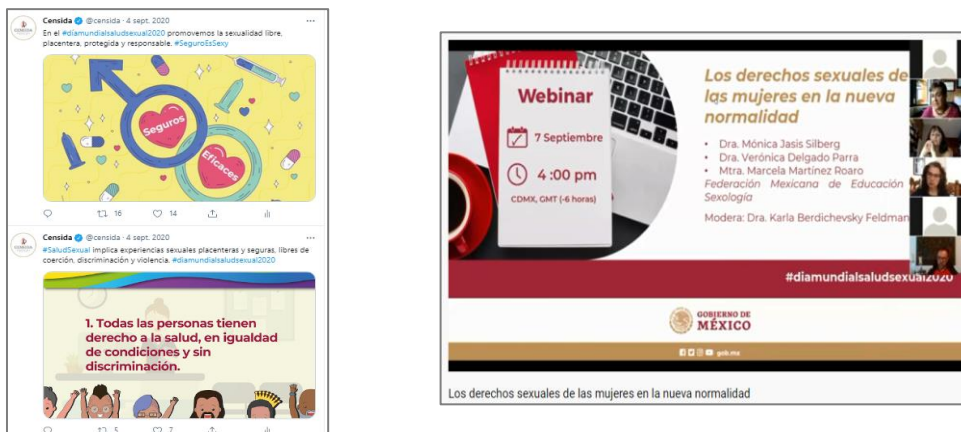 Censida @censida · 4 sept. 2020
En el #diamundialsaludsexual2020 promovemos la sexualidad libre,
placentera, protegida y responsable. #SeguroEsSexy
Seguros
Eficaces
16 14
Censida @censida · 4 sept. 2020
#SaludSexual implica experiencias sexuales placenteras y seguras, libres de
coerción, discriminación y violencia. #diamundialsaludsexual2020
1. Todas las personas tienen
derecho a la salud, en igualdad
de condiciones y sin
discriminación.
5 7
Webinar
7 Septiembre
4 :00 pm
CDMX, GMT (-6 horas)
Los derechos sexuales de
las mujeres en la nueva
normalidad
• Dra. Mónica Jasis Silberg
• Dra. Verónica Delgado Parra
• Mtra. Marcela Martínez Roaro
Federación Mexicana de Educación
Sexología
Modera: Dra. Karla Berdichevsky Feldman
#diamundialsaludsexual2020
GOBIERNO DE
MÉXICO
gob.mx
Los derechos sexuales de las mujeres en la nueva normalidad